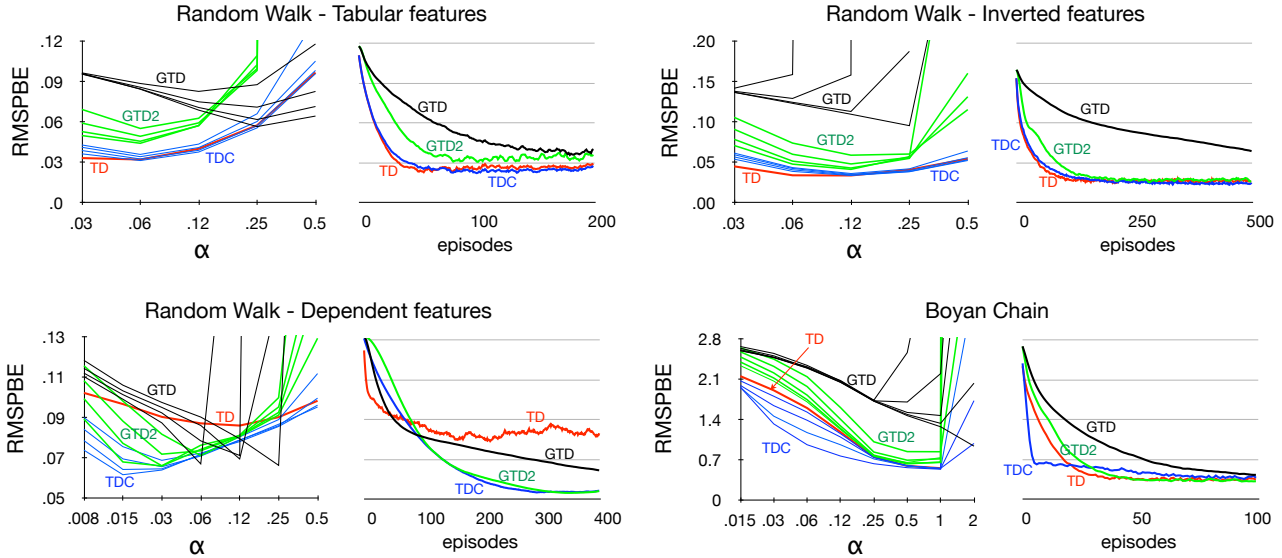 Random Walk - Tabular features
RMSPBE
.12
.09
.06
.03
.0
GTD
GTD2
TD
TDC
.03 .06 .12 .25 0.5
α
GTD
GTD2
TD
TDC
0 100 200
episodes
Random Walk - Inverted features
RMSPBE
.20
.15
.10
.05
.0
GTD
GTD2
TD
TDC
.03 .06 .12 .25 0.5
α
GTD
GTD2
TDC
TD
0 250 500
episodes
Random Walk - Dependent features
RMSPBE
.13
.11
.09
.07
.05
GTD
TD
GTD2
TDC
.008 .015 .03 .06 .12 .25 0.5
α
TD
GTD
GTD2
TDC
0 100 200 300 400
episodes
Boyan Chain
RMSPBE
2.8
2.1
1.4
0.7
0
TD
GTD
GTD2
TDC
.015 .03 .06 .12 .25 0.5 1 2
α
GTD
GTD2
TDC
TD
0 50 100
episodes